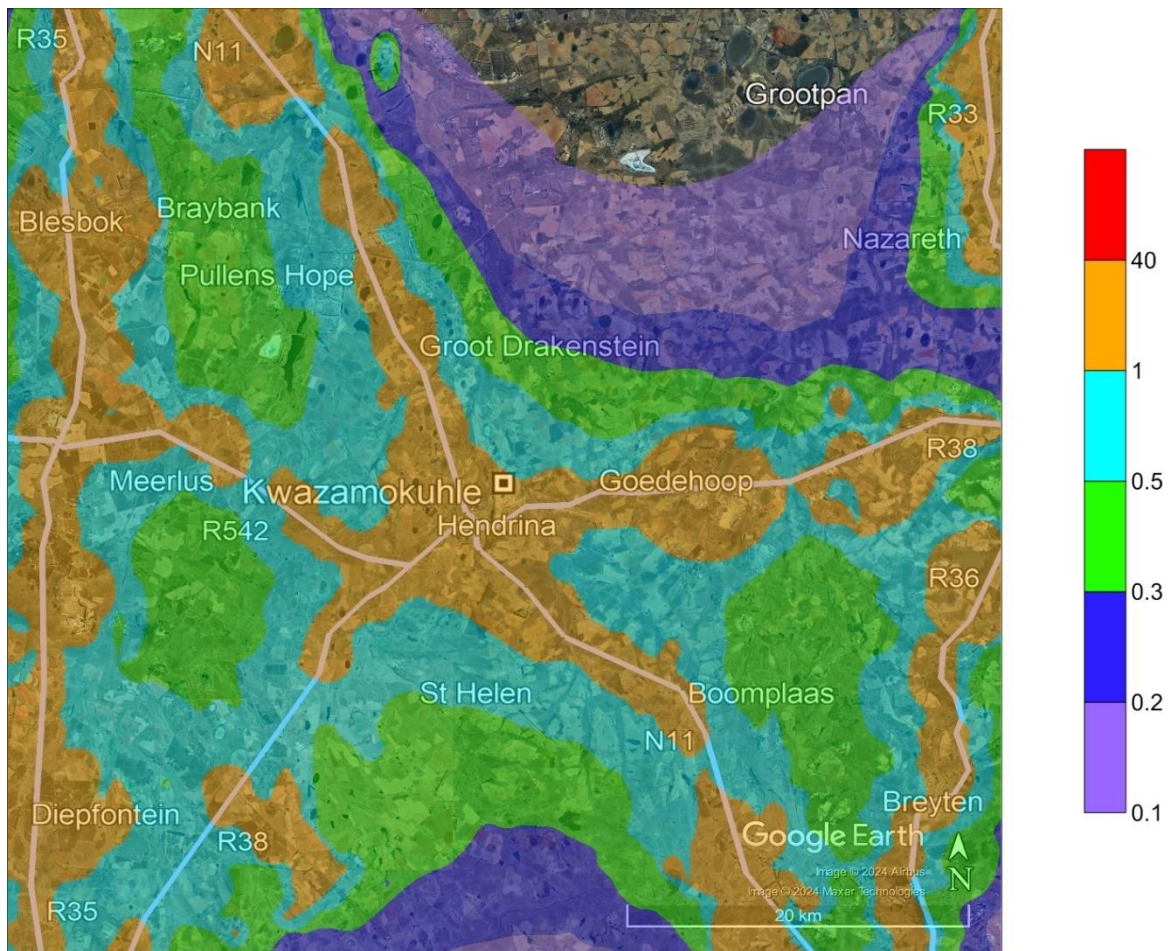 R35
N11
Grootpan
R33
Blesbok
Braybank
Nazareth
Pullens Hope
40
Groot Drakenstein
1
R38
Meerlus
Kwazamokuhle
Goedehoop
0.5
R542
Hendrina
R36
0.3
St Helen
Boomplaas
0.2
N11
Breyten
Diepfontein
R38
Google Earth
0.1
Image © 2024 Airbus
N
Image © 2024 Maxar Technologies
R35
20 km